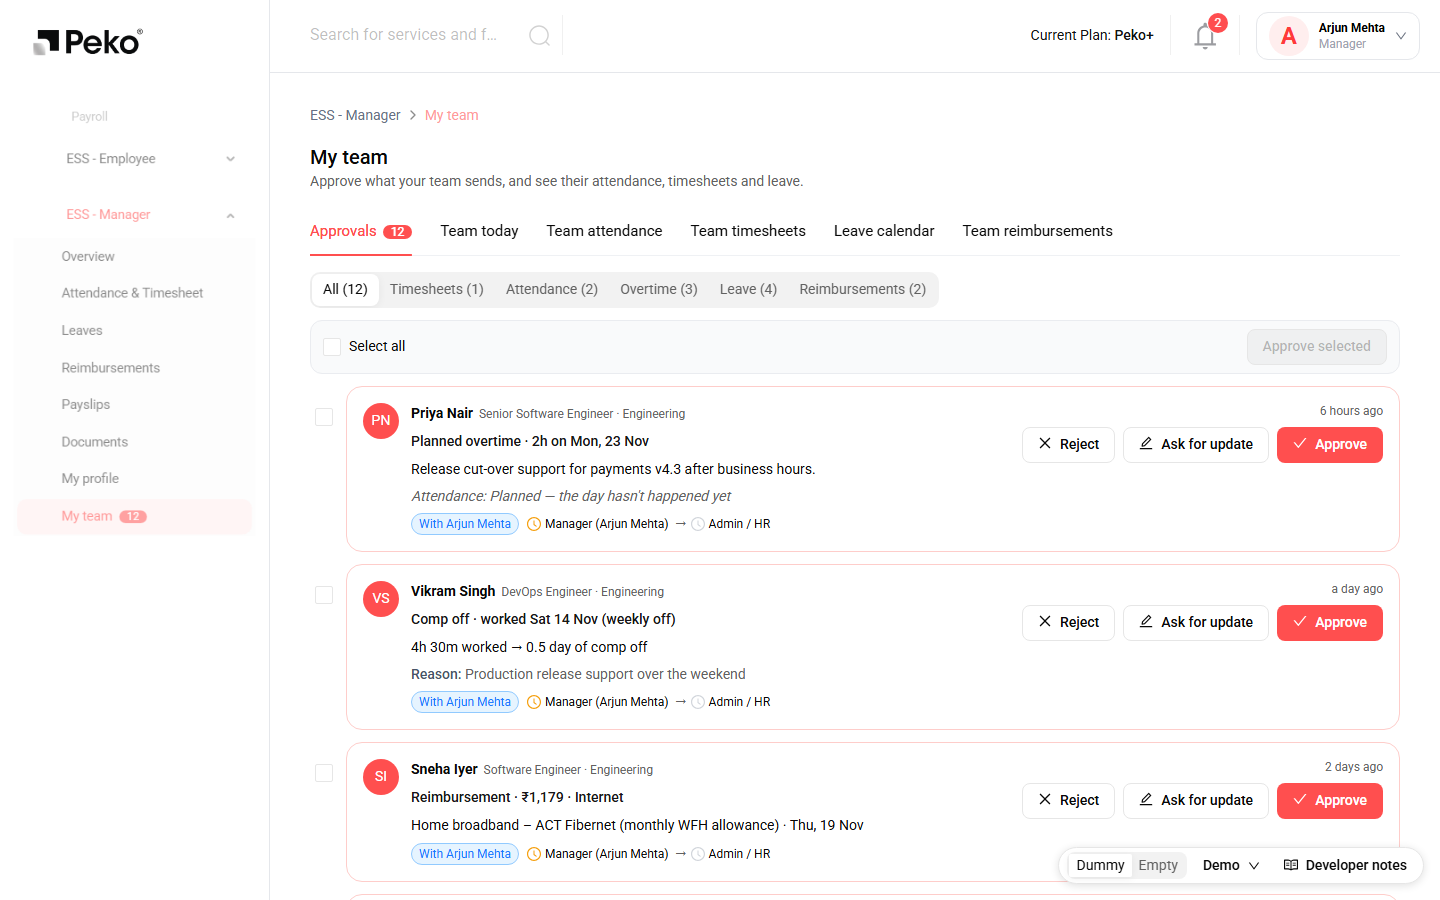 Peko®
Search for services and f...
Current Plan: Peko+
2
A
Arjun Mehta
Manager
Payroll
ESS - Employee
ESS - Manager
Overview
Attendance & Timesheet
Leaves
Reimbursements
Payslips
Documents
My profile
My team 12
ESS - Manager > My team
My team
Approve what your team sends, and see their attendance, timesheets and leave.
Approvals 12 Team today Team attendance Team timesheets Leave calendar Team reimbursements
All (12) Timesheets (1) Attendance (2) Overtime (3) Leave (4) Reimbursements (2)
Select all
Approve selected
PN
Priya Nair Senior Software Engineer · Engineering
6 hours ago
Planned overtime · 2h on Mon, 23 Nov
Reject Ask for update Approve
Release cut-over support for payments v4.3 after business hours.
Attendance: Planned — the day hasn't happened yet
With Arjun Mehta Manager (Arjun Mehta) → Admin / HR
VS
Vikram Singh DevOps Engineer · Engineering
a day ago
Comp off · worked Sat 14 Nov (weekly off)
Reject Ask for update Approve
4h 30m worked → 0.5 day of comp off
Reason: Production release support over the weekend
With Arjun Mehta Manager (Arjun Mehta) → Admin / HR
SI
Sneha Iyer Software Engineer · Engineering
2 days ago
Reimbursement · ₹1,179 · Internet
Reject Ask for update Approve
Home broadband – ACT Fibernet (monthly WFH allowance) · Thu, 19 Nov
With Arjun Mehta Manager (Arjun Mehta) → Admin / HR
Dummy Empty Demo Developer notes